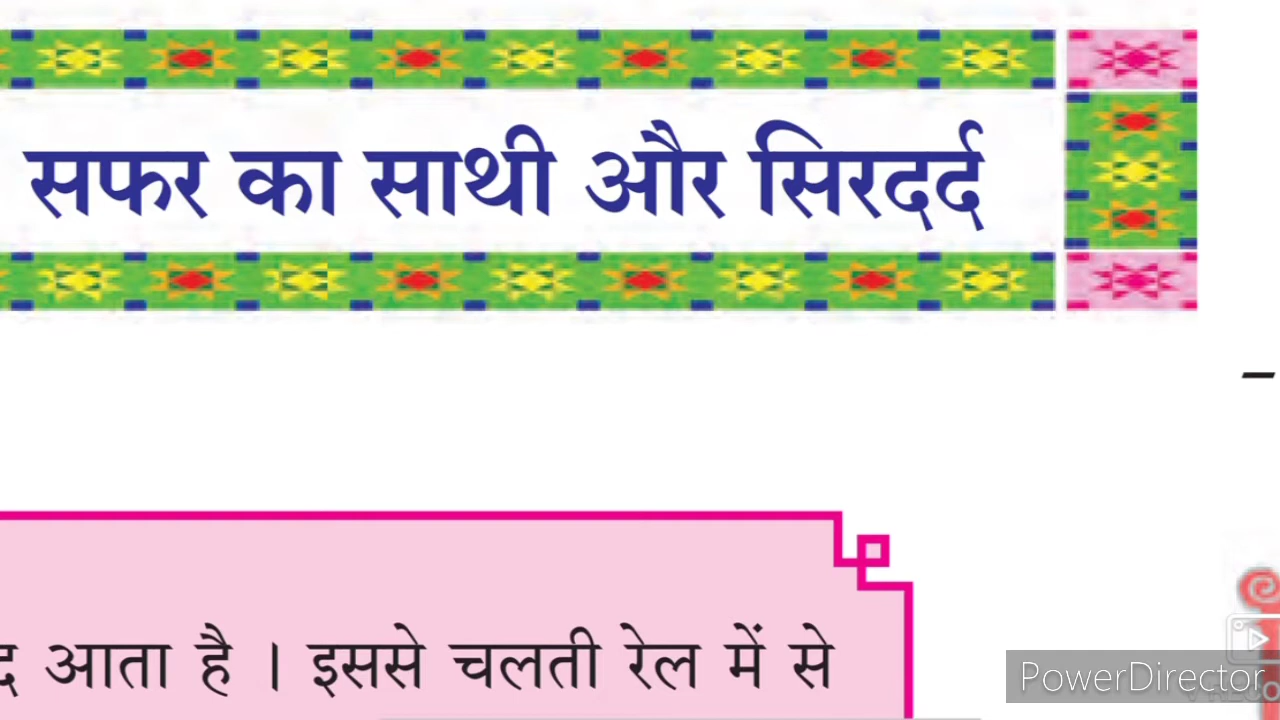 सफर का साथी और सिरदर्द
–
आता है । इससे चलती रेल में से
PowerDirector